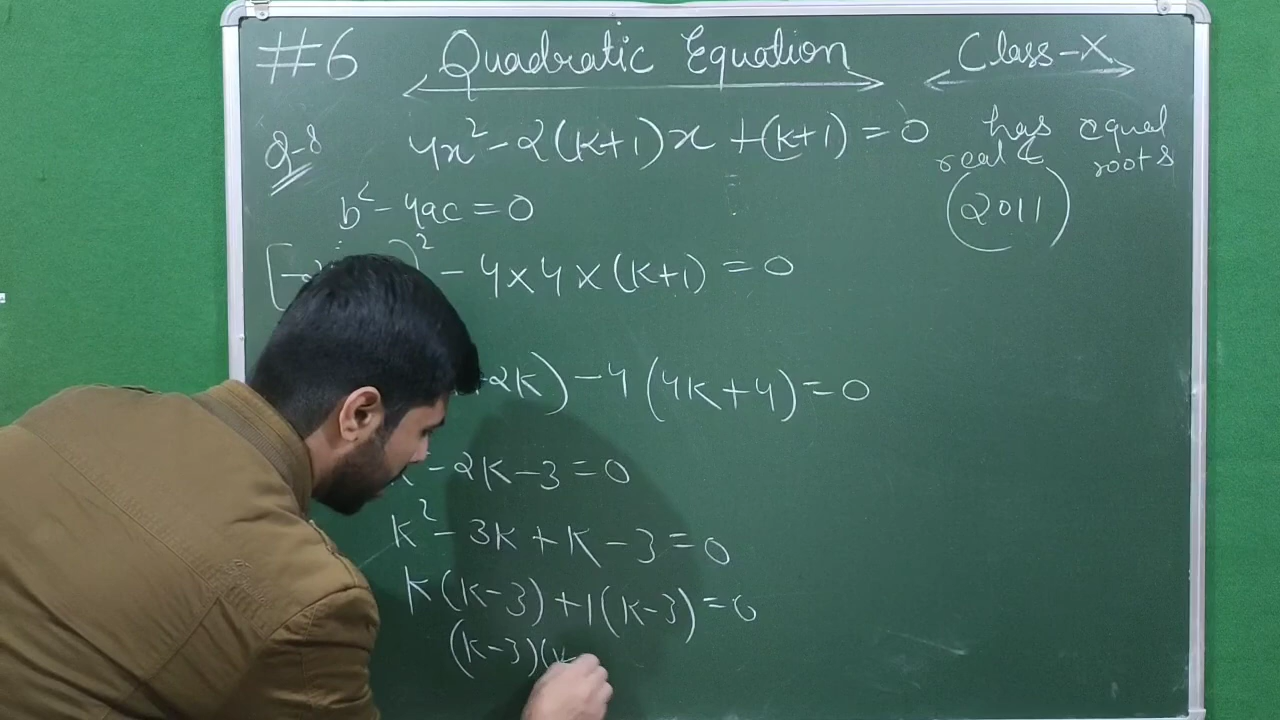 #6 Quadratic Equation Class-X
Q-8 4x² - 2(k+1)x + (k+1) = 0 has equal
real & roots
b² - 4ac = 0 (2011)
)² - 4×4×(k+1) = 0
2k) - 4(4k+4) = 0
- 2k - 3 = 0
k² - 3k + k - 3 = 0
k(k-3) + 1(k-3) = 0
(k-3)(k